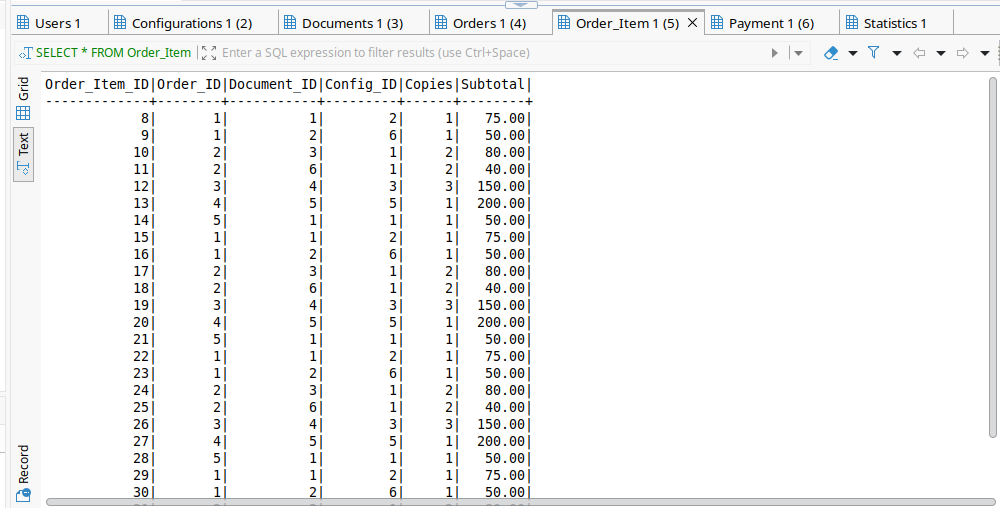 Users 1 Configurations 1 (2) Documents 1 (3) Orders 1 (4) Order_Item 1 (5) Payment 1 (6) Statistics 1
SELECT * FROM Order_Item Enter a SQL expression to filter results (use Ctrl+Space)
Grid
Text
Record
Order_Item_ID|Order_ID|Document_ID|Config_ID|Copies|Subtotal|
-------------+--------+-----------+---------+------+--------+
            8|       1|          1|        2|     1|   75.00|
            9|       1|          2|        6|     1|   50.00|
           10|       2|          3|        1|     2|   80.00|
           11|       2|          6|        1|     2|   40.00|
           12|       3|          4|        3|     3|  150.00|
           13|       4|          5|        5|     1|  200.00|
           14|       5|          1|        1|     1|   50.00|
           15|       1|          1|        2|     1|   75.00|
           16|       1|          2|        6|     1|   50.00|
           17|       2|          3|        1|     2|   80.00|
           18|       2|          6|        1|     2|   40.00|
           19|       3|          4|        3|     3|  150.00|
           20|       4|          5|        5|     1|  200.00|
           21|       5|          1|        1|     1|   50.00|
           22|       1|          1|        2|     1|   75.00|
           23|       1|          2|        6|     1|   50.00|
           24|       2|          3|        1|     2|   80.00|
           25|       2|          6|        1|     2|   40.00|
           26|       3|          4|        3|     3|  150.00|
           27|       4|          5|        5|     1|  200.00|
           28|       5|          1|        1|     1|   50.00|
           29|       1|          1|        2|     1|   75.00|
           30|       1|          2|        6|     1|   50.00|